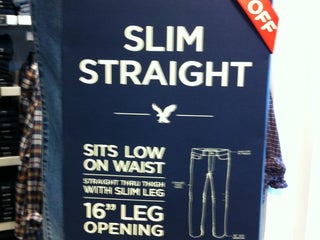 OFF
SLIM
STRAIGHT
SITS LOW
ON WAIST
STRAIGHT THRU THIGH
WITH SLIM LEG
16" LEG
OPENING